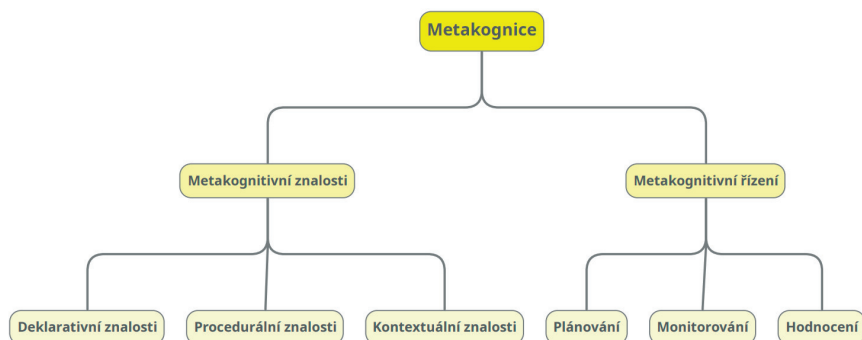 Metakognice
Metakognitivní znalosti
Metakognitivní řízení
Deklarativní znalosti
Procedurální znalosti
Kontextuální znalosti
Plánování
Monitorování
Hodnocení